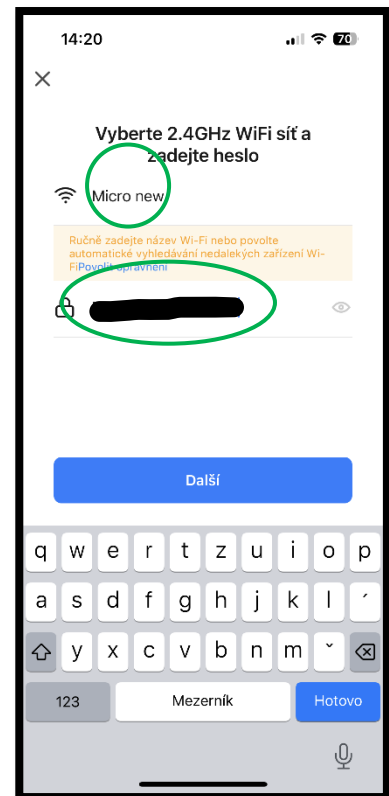 14:20
70
Vyberte 2.4GHz WiFi síť a
zadejte heslo
Micro new
Ručně zadejte název Wi-Fi nebo povolte
automatické vyhledávání nedalekých zařízení Wi-
FiPovolit oprávnění
Další
q w e r t z u i o p
a s d f g h j k l ´
y x c v b n m ˇ
123 Mezerník Hotovo